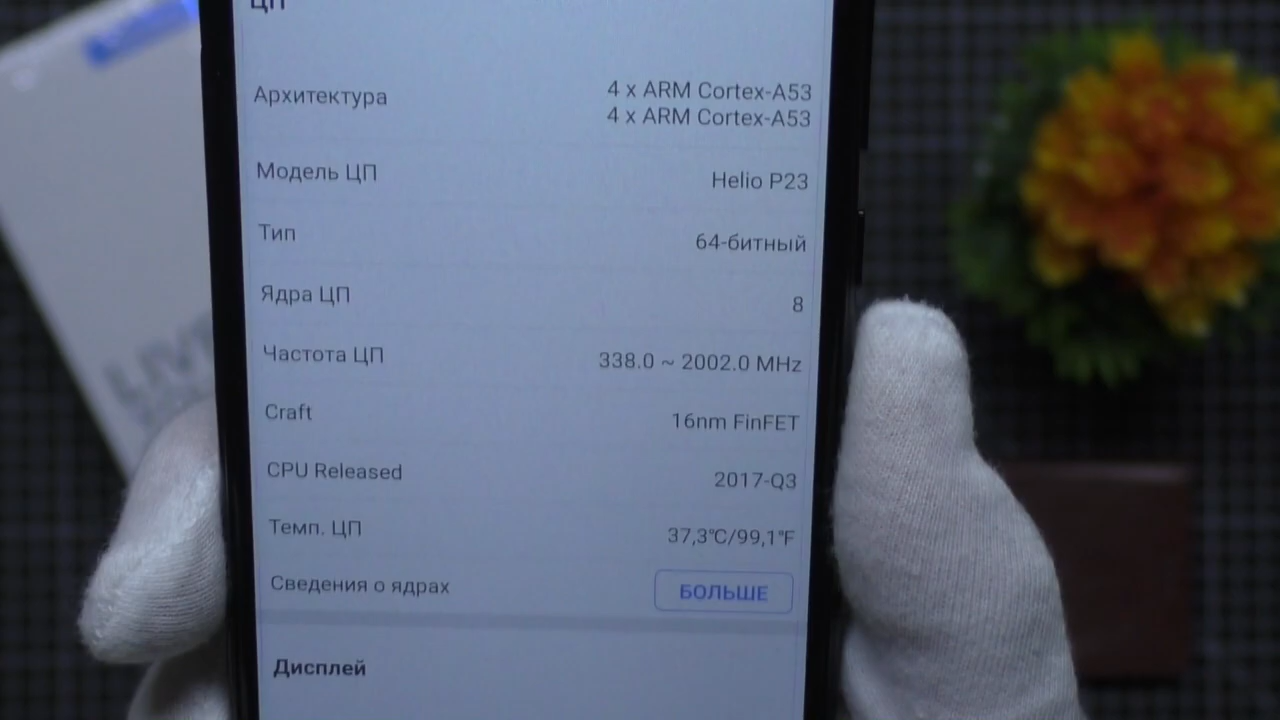 ЦП
Архитектура
4 x ARM Cortex-A53
4 x ARM Cortex-A53
Модель ЦП
Helio P23
Тип
64-битный
Ядра ЦП
8
Частота ЦП
338.0 ~ 2002.0 MHz
Craft
16nm FinFET
CPU Released
2017-Q3
Темп. ЦП
37,3°C/99,1°F
Сведения о ядрах
БОЛЬШЕ
Дисплей